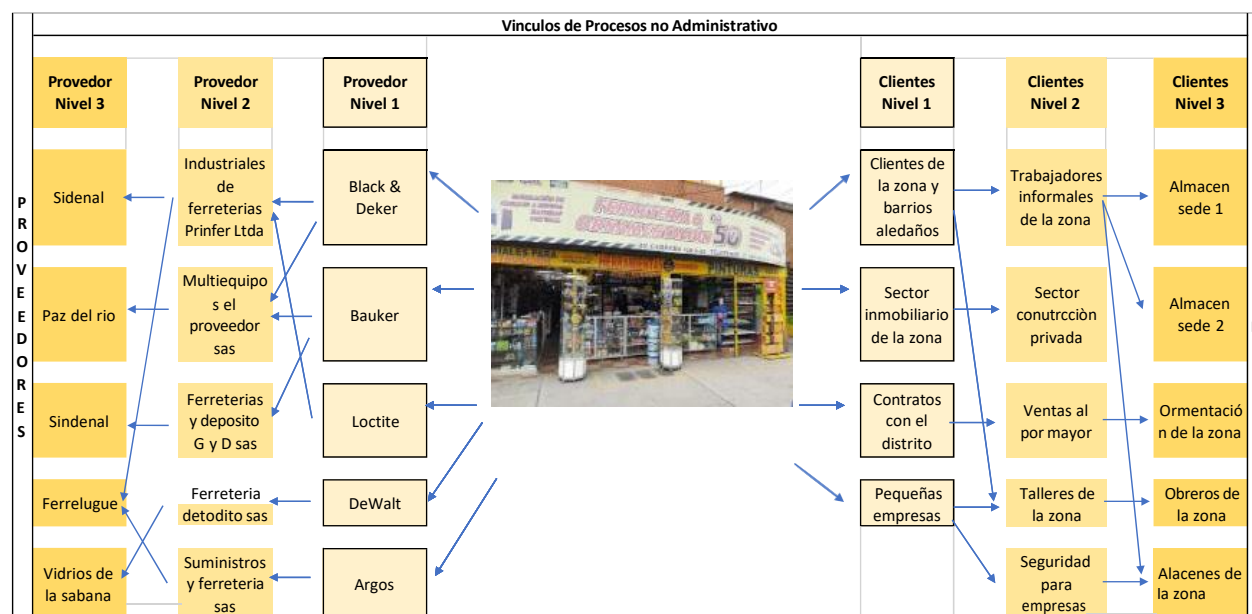 Vinculos de Procesos no Administrativo
PROVEEDORES
Provedor
Nivel 3
Provedor
Nivel 2
Provedor
Nivel 1
Clientes
Nivel 1
Clientes
Nivel 2
Clientes
Nivel 3
Sidenal
Industriales
de
ferreterias
Prinfer Ltda
Black &
Deker
Clientes de
la zona y
barrios
aledaños
Trabajadores
informales
de la zona
Almacen
sede 1
Paz del rio
Multiequipo
s el
proveedor
sas
Bauker
Sector
inmobiliario
de la zona
Sector
conutrcciòn
privada
Almacen
sede 2
Sindenal
Ferreterias
y deposito
G y D sas
Loctite
Contratos
con el
distrito
Ventas al
por mayor
Ormentació
n de la zona
Ferrelugue
Ferreteria
detodito sas
DeWalt
Pequeñas
empresas
Talleres de
la zona
Obreros de
la zona
Vidrios de
la sabana
Suministros
y ferreteria
sas
Argos
Seguridad
para
empresas
Alacenes de
la zona
50
PINTURAS